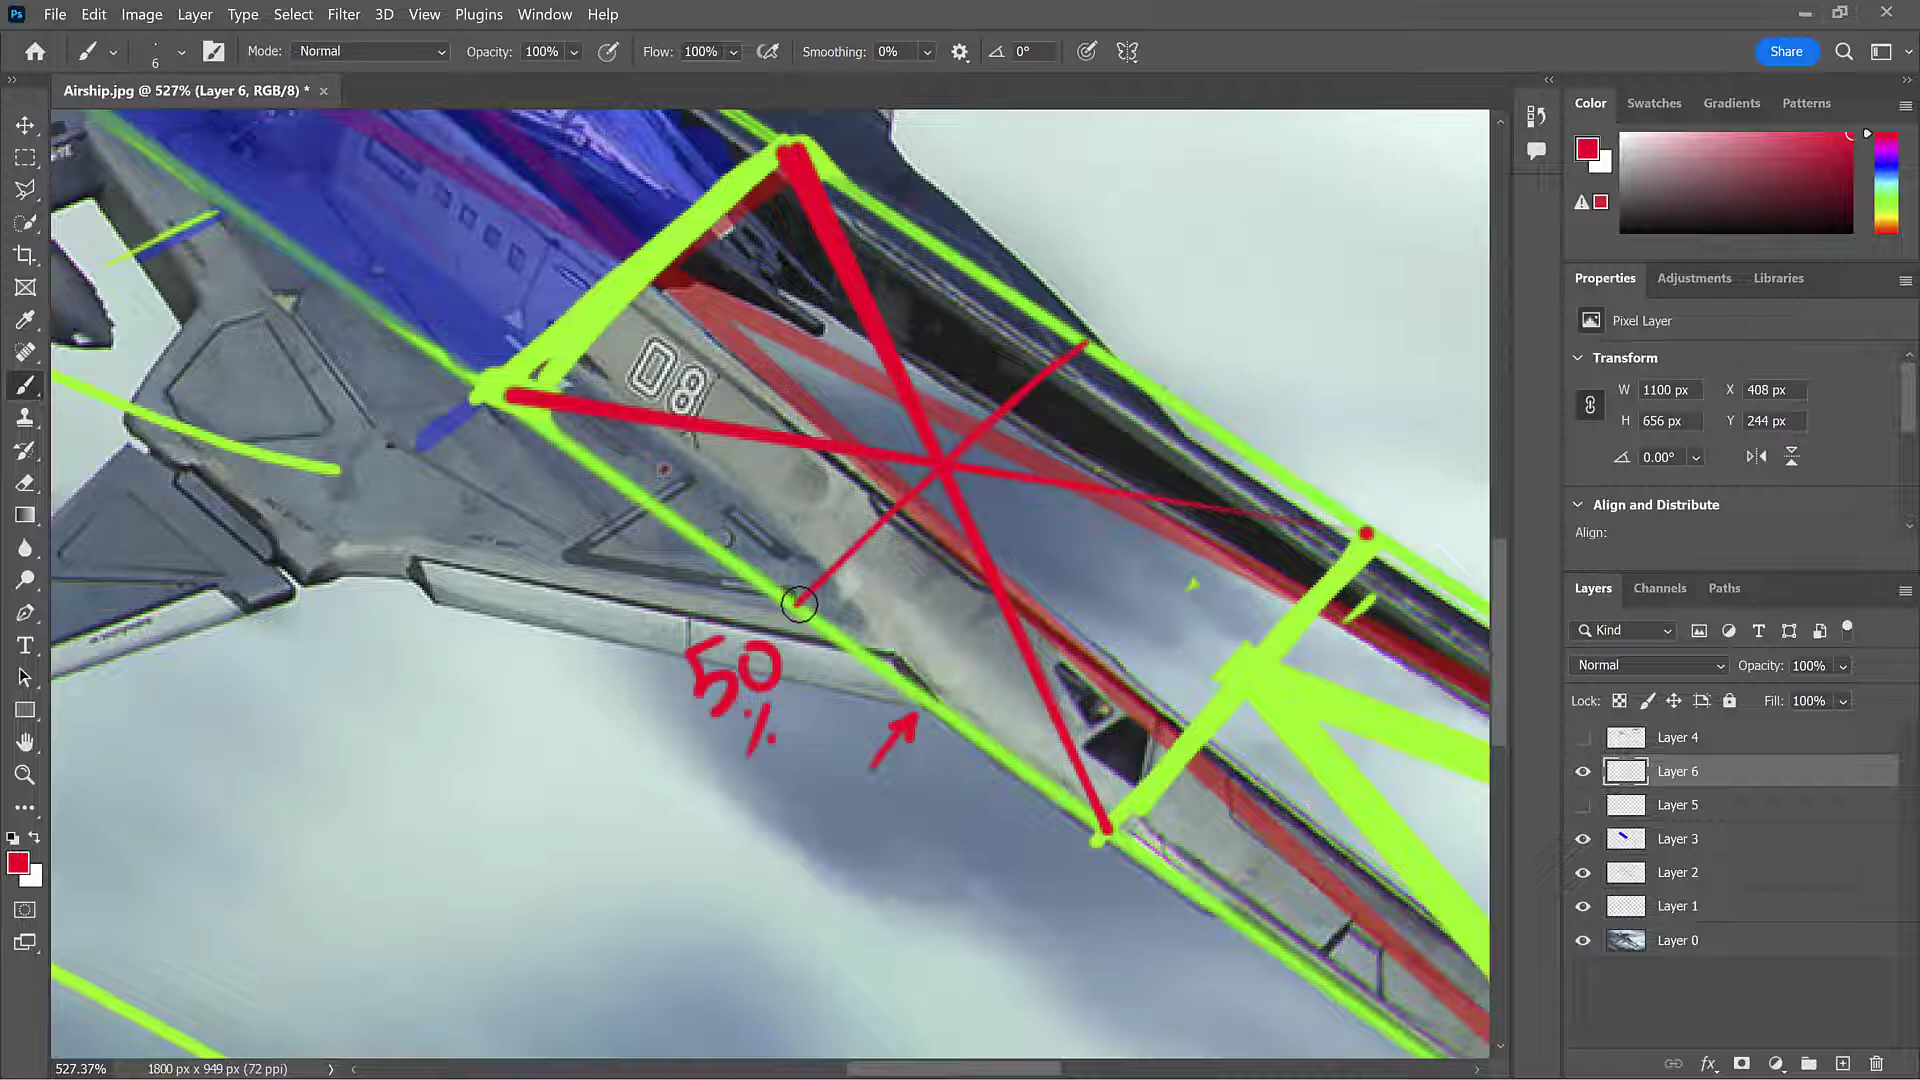 Ps File Edit Image Layer Type Select Filter 3D View Plugins Window Help
6 Mode: Normal Opacity: 100% Flow: 100% Smoothing: 0% 0° Share
Airship.jpg @ 527% (Layer 6, RGB/8) * ×
Color Swatches Gradients Patterns
Properties Adjustments Libraries
Pixel Layer
Transform
W 1100 px X 408 px
H 656 px Y 244 px
0.00°
Align and Distribute
Align:
Layers Channels Paths
Kind
Normal Opacity: 100%
Lock: Fill: 100%
Layer 4
Layer 6
Layer 5
Layer 3
Layer 2
Layer 1
Layer 0
08
50
%
527.37% 1800 px x 949 px (72 ppi)